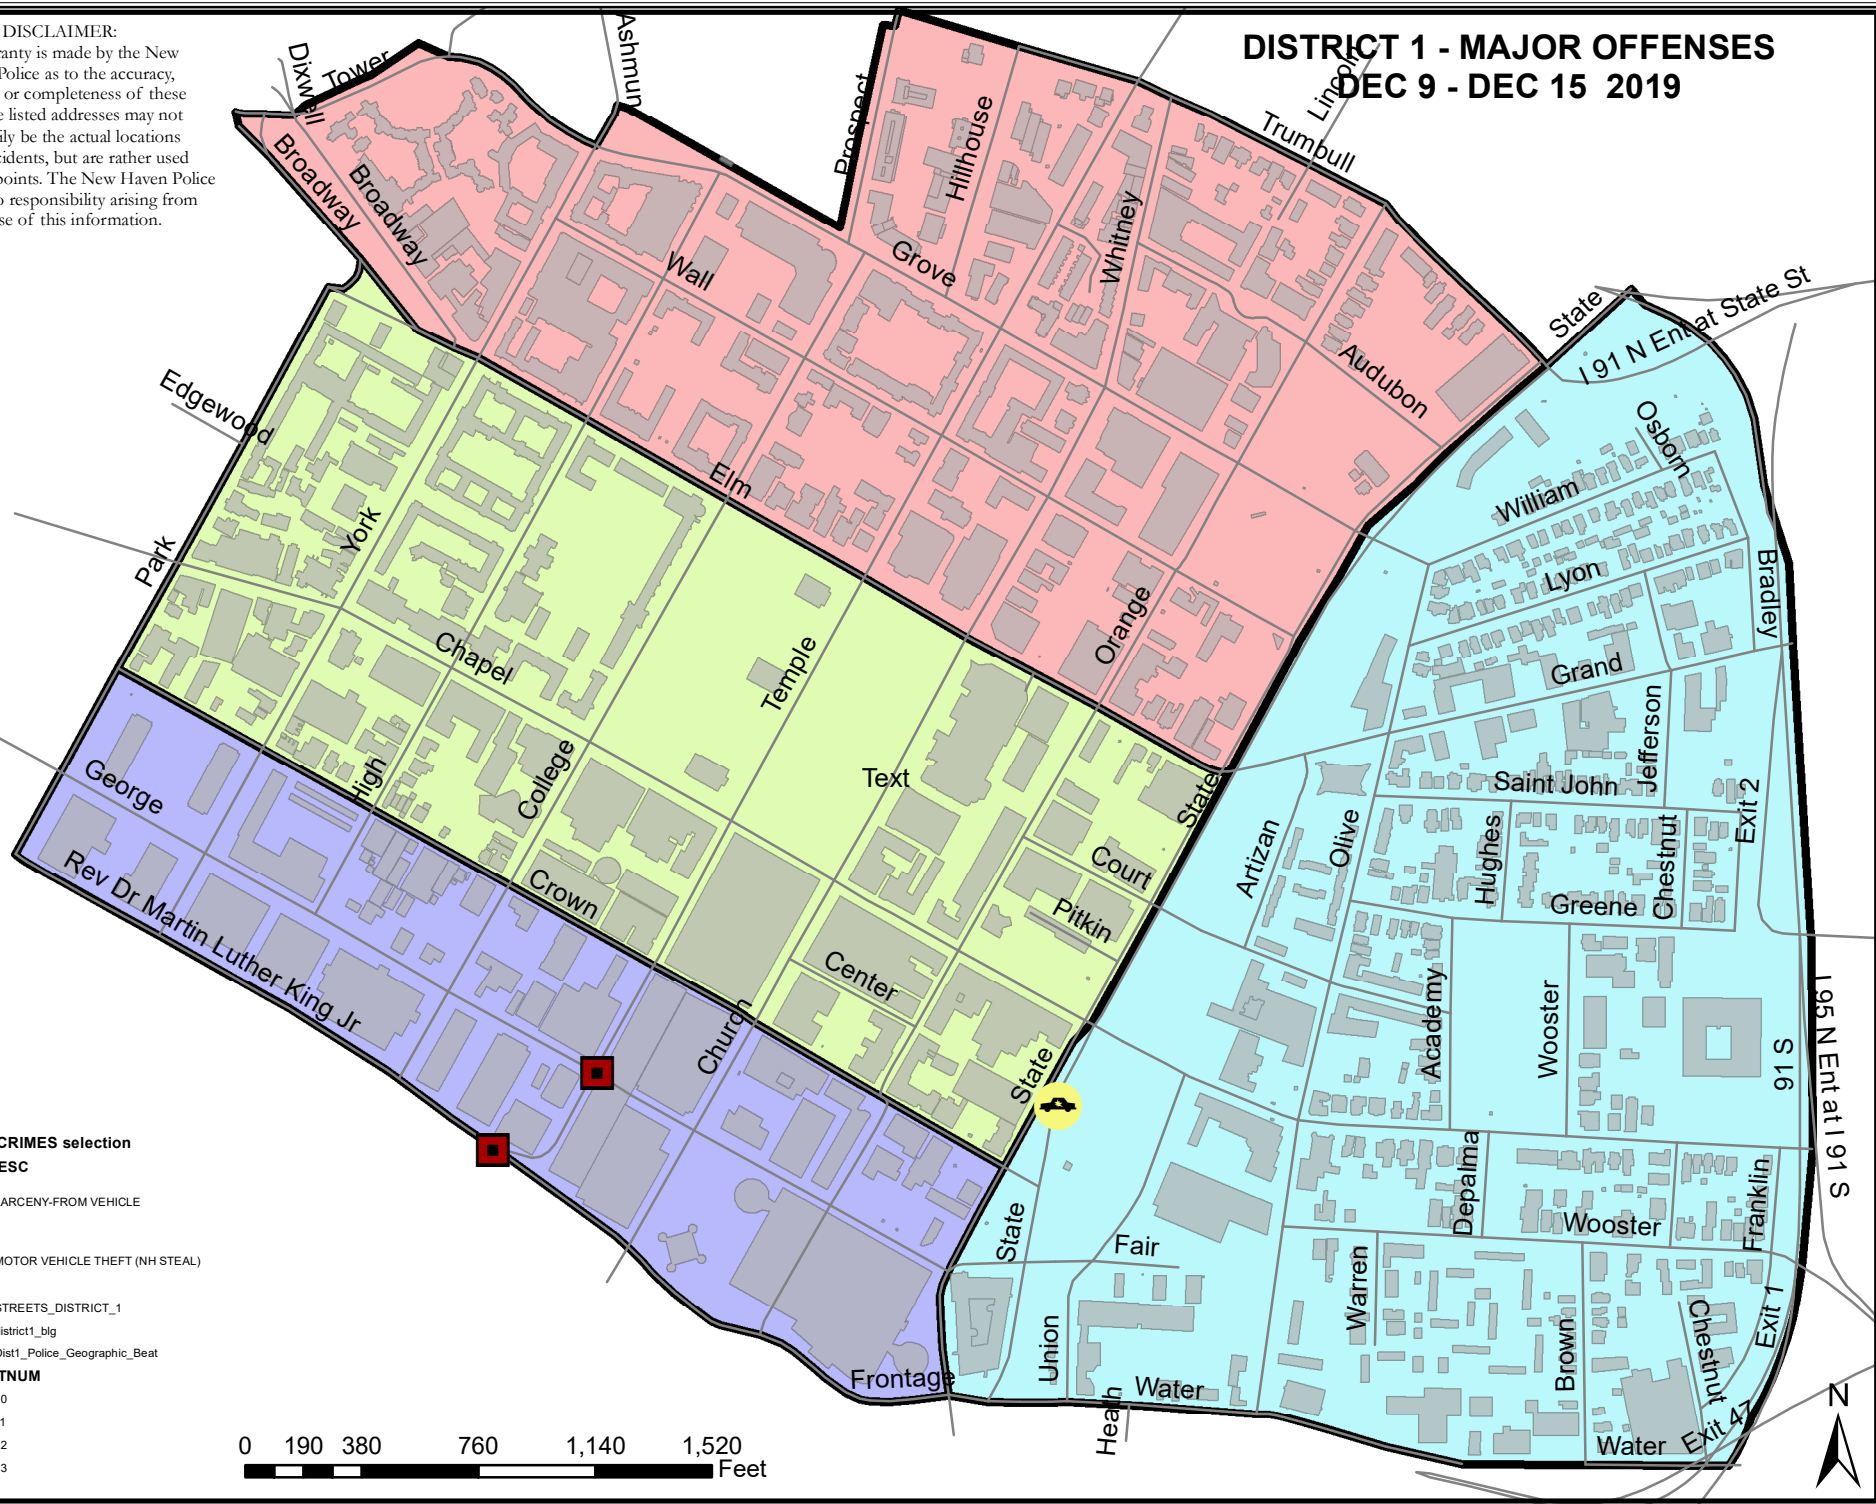 DISCLAIMER:
ranty is made by the New
Police as to the accuracy,
or completeness of these
e listed addresses may not
ily be the actual locations
cidents, but are rather used
points. The New Haven Police
o responsibility arising from
se of this information.
DISTRICT 1 - MAJOR OFFENSES
DEC 9 - DEC 15 2019
Dixwell
Tower
Ashmun
Prospect
Hillhouse
Lincoln
Trumbull
Broadway
Broadway
Wall
Grove
Whitney
Audubon
State
I 91 N Ent at State St
Edgewood
Park
York
Elm
Osborn
William
Lyon
Bradley
Chapel
Temple
Orange
Grand
Jefferson
George
High
College
Text
State
Saint John
Exit 2
Artizan
Olive
Hughes
Chestnut
Greene
Court
Pitkin
Crown
Center
Rev Dr Martin Luther King Jr
Church
State
Academy
Wooster
91 S
I 95 N Ent at I 91 S
Depalma
Wooster
Franklin
State
Fair
Union
Warren
Brown
Chestnut
Exit 1
Frontage
Heath
Water
Water
Exit 47
CRIMES selection
ESC
ARCENY-FROM VEHICLE
MOTOR VEHICLE THEFT (NH STEAL)
STREETS_DISTRICT_1
istrict1_blg
Dist1_Police_Geographic_Beat
TNUM
0
1
2
3
0 190 380 760 1,140 1,520
Feet
N